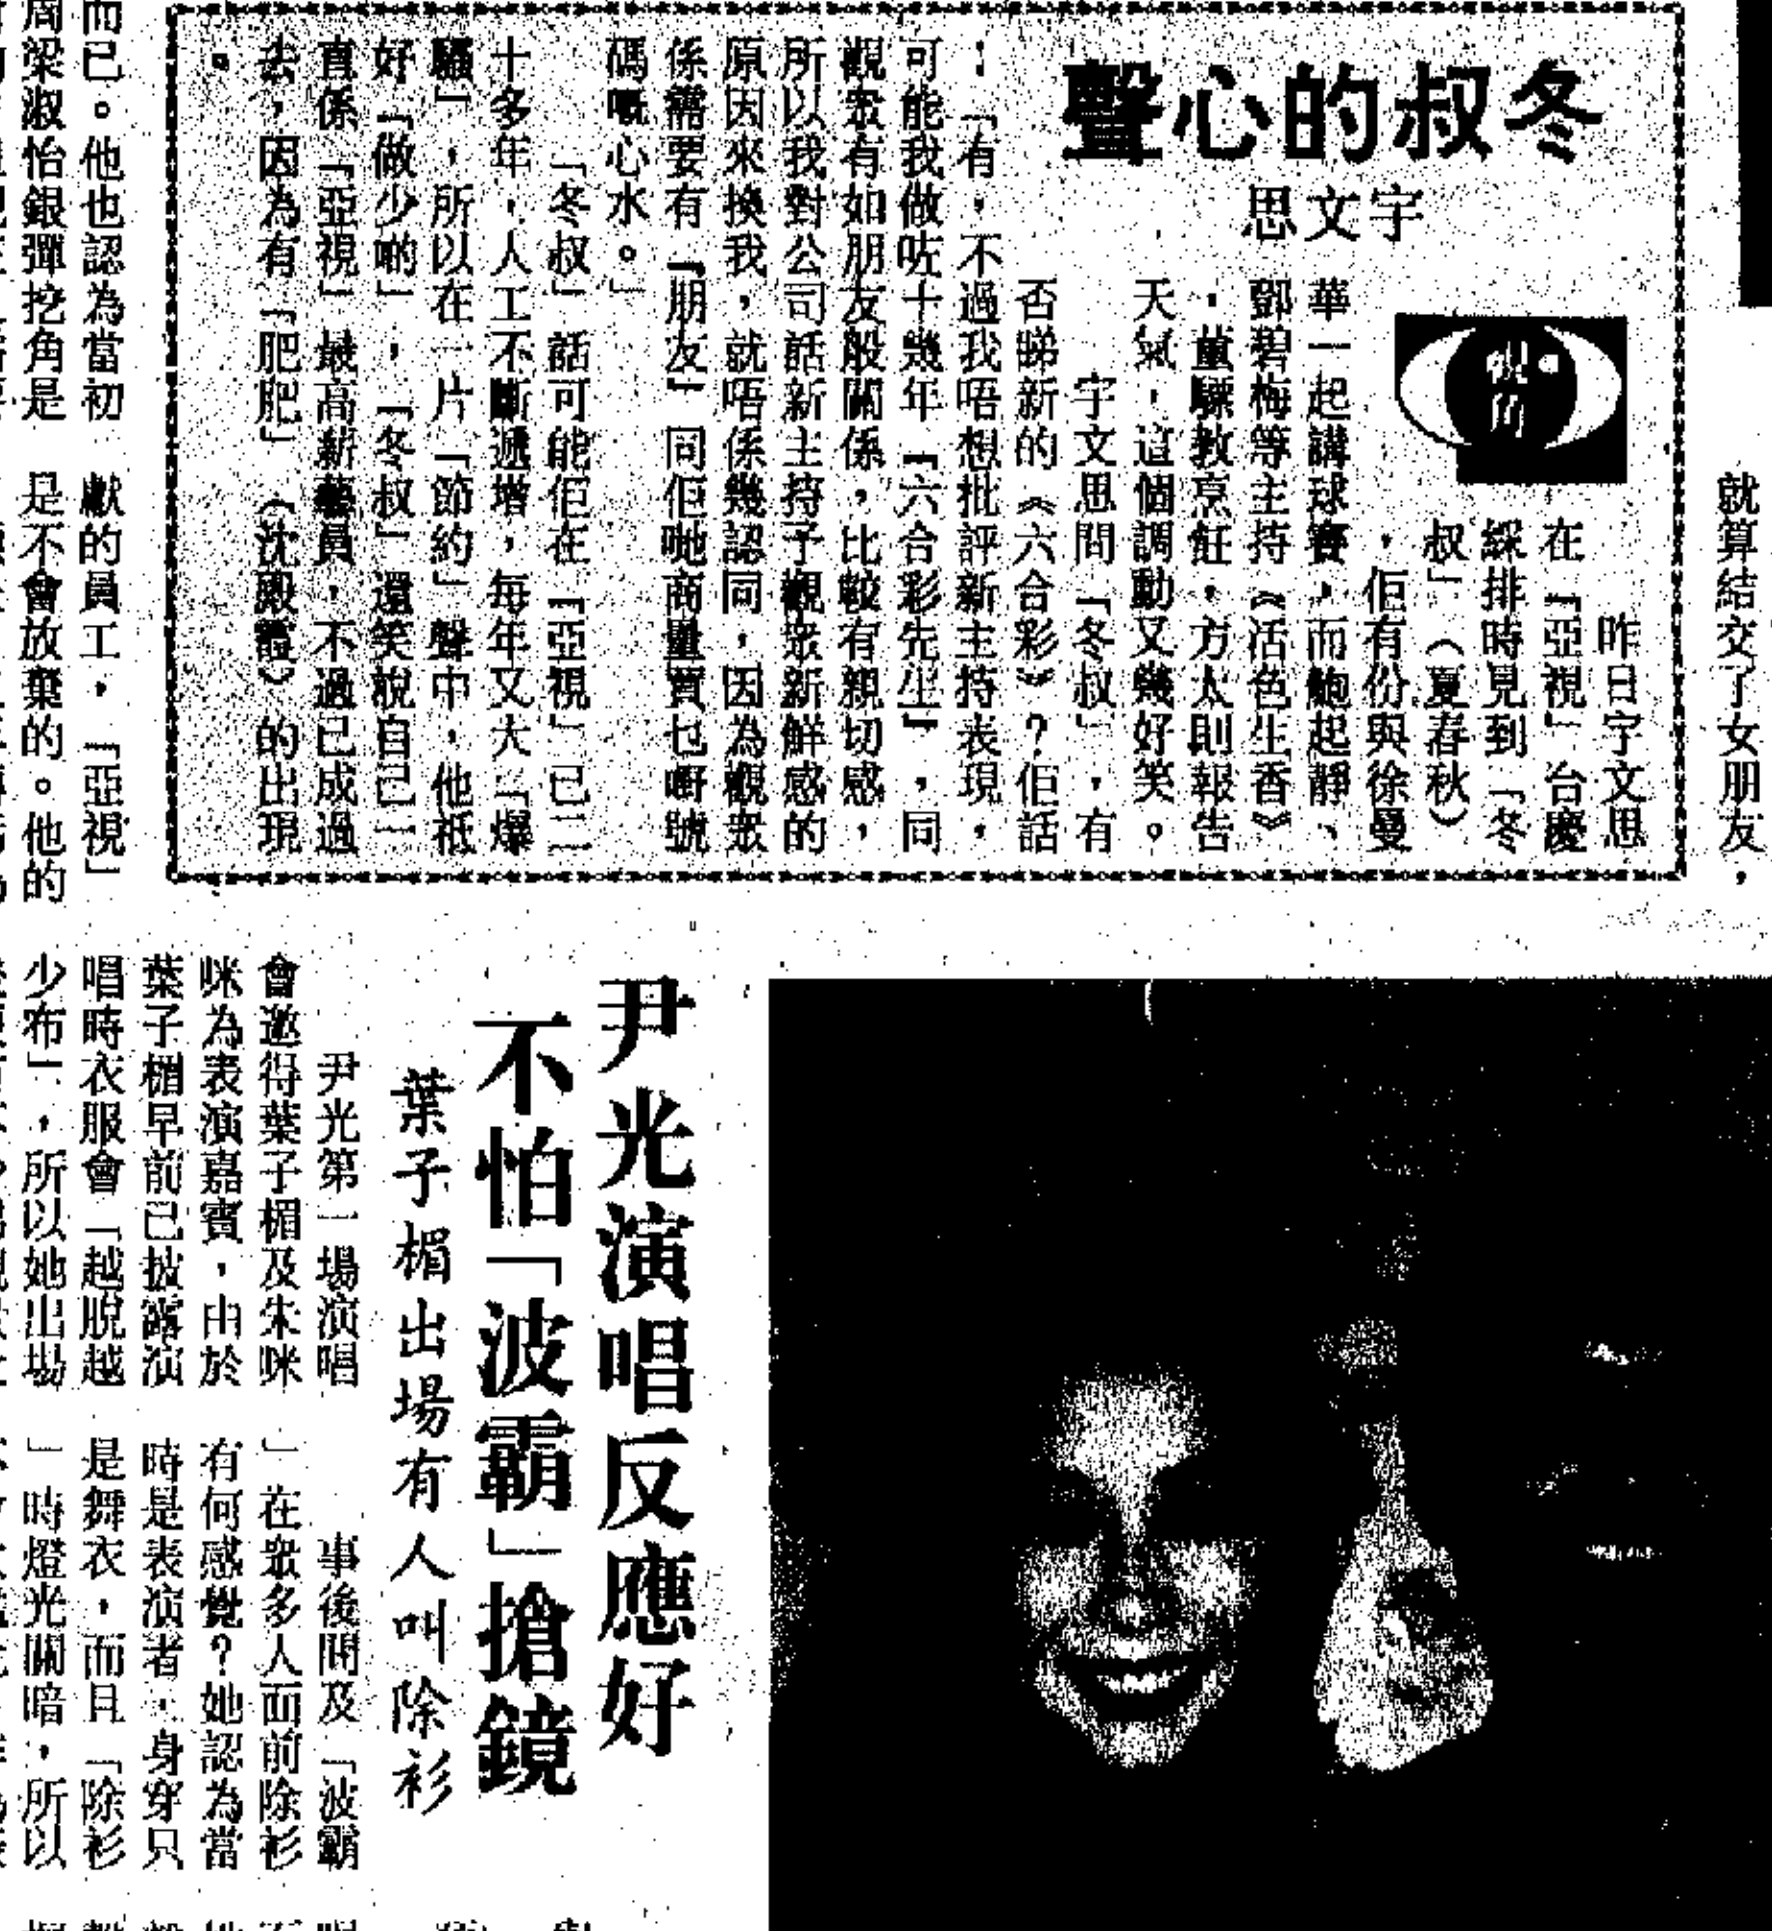 冬叔的心聲
宇文思
視角
昨日宇文思
在「亞視」台慶
綵排時見到「冬
叔」（夏春秋）
，佢有份與徐曼
華一起講球賽，而鮑起靜、
鄧碧梅等主持《活色生香》
，董驃教烹飪，方太則報告
天氣，這個調動又幾好笑。
宇文思問「冬叔」，有
否睇新的《六合彩》？佢話
：「有，不過我唔想批評新主持表現，
可能我做咗十幾年『六合彩先生』，同
觀眾有如朋友般關係，比較有親切感，
所以我對公司話新主持予觀眾新鮮感的
原因來換我，就唔係幾認同，因為觀眾
係需要有『朋友』同佢哋商量買乜嘢號
碼嘅心水。」
「冬叔」話可能佢在「亞視」已二
十多年，人工不斷遞增，每年又大「爆
騷」，所以在一片「節約」聲中，他祇
好「做少啲」，「冬叔」還笑說自己一
直係「亞視」最高薪藝員，不過已成過
去，因為有「肥肥」（沈殿霞）的出現
。
而已。他也認為當初
周梁淑怡銀彈挖角是
獻的員工，「亞視」
是不會放棄的。他的
就算結交了女朋友，
尹光演唱反應好
不怕「波霸」搶鏡
葉子楣出場有人叫除衫
尹光第一場演唱
會邀得葉子楣及朱咪
咪為表演嘉賓，由於
葉子楣早前已披露演
唱時衣服會「越脫越
少布」，所以她出場
事後問及「波霸
」在眾多人面前除衫
有何感覺？她認為當
時是表演者，身穿只
是舞衣，而且「除衫
」時燈光關暗，所以